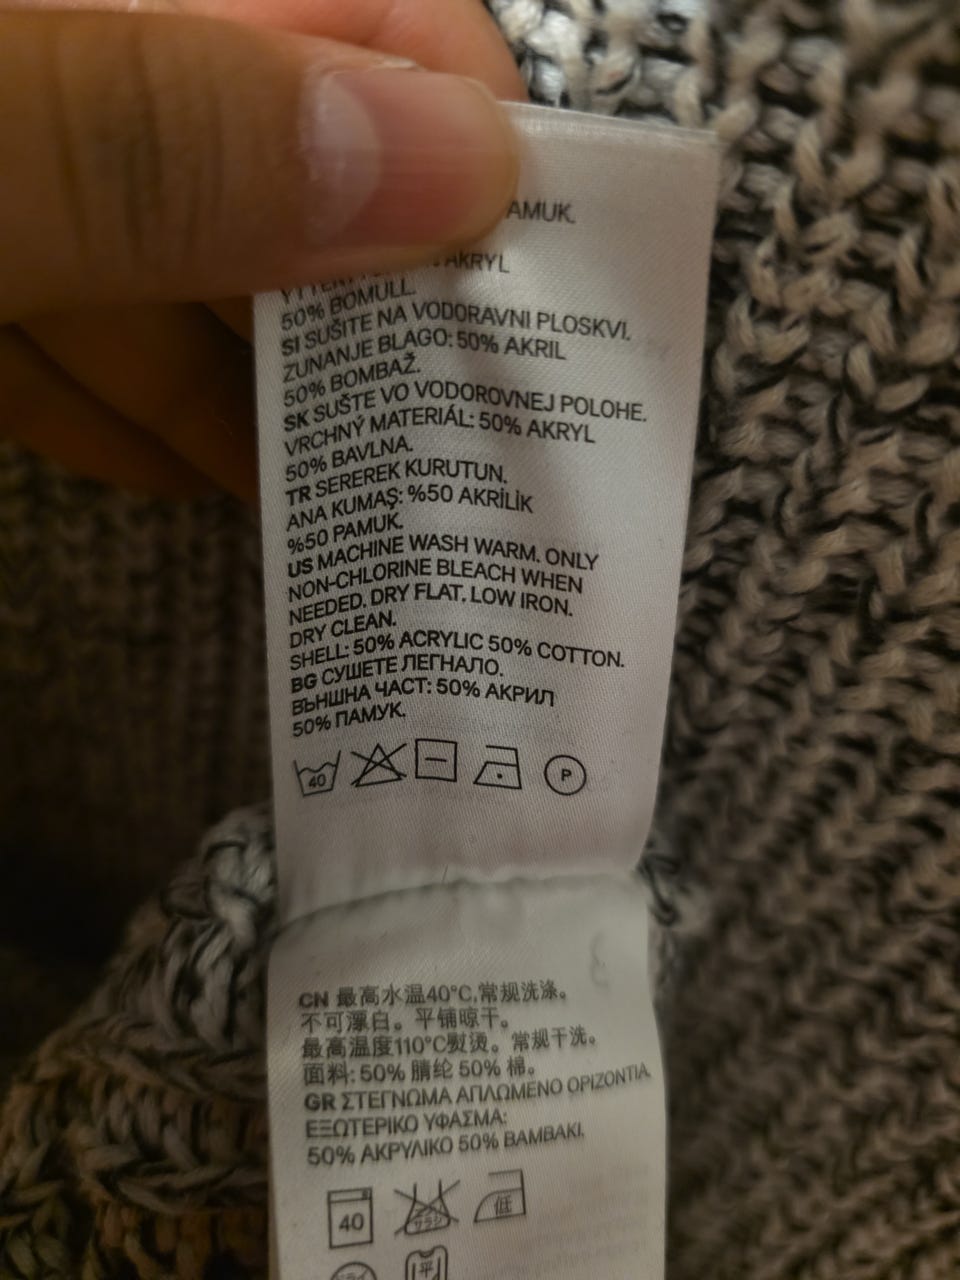 AMUK.
AKRYL
50% BOMULL.
SI SUŠITE NA VODORAVNI PLOSKVI.
ZUNANJE BLAGO: 50% AKRIL
50% BOMBAŽ.
SK SUŠTE VO VODOROVNEJ POLOHE.
VRCHNÝ MATERIÁL: 50% AKRYL
50% BAVLNA.
TR SEREREK KURUTUN.
ANA KUMAŞ: %50 AKRİLİK
%50 PAMUK.
US MACHINE WASH WARM. ONLY
NON-CHLORINE BLEACH WHEN
NEEDED. DRY FLAT. LOW IRON.
DRY CLEAN.
SHELL: 50% ACRYLIC 50% COTTON.
BG СУШЕТЕ ЛЕГНАЛО.
ВЪНШНА ЧАСТ: 50% АКРИЛ
50% ПАМУК.
40 P
CN 最高水温40°C,常规洗涤。
不可漂白。平铺晾干。
最高温度110°C熨烫。常规干洗。
面料: 50% 腈纶 50% 棉。
GR ΣΤΕΓΝΩΜΑ ΑΠΛΩΜΕΝΟ ΟΡΙΖΟΝΤΙΑ.
ΕΞΩΤΕΡΙΚΟ ΥΦΑΣΜΑ:
50% ΑΚΡΥΛΙΚΟ 50% ΒΑΜΒΑΚΙ.
40 低
平